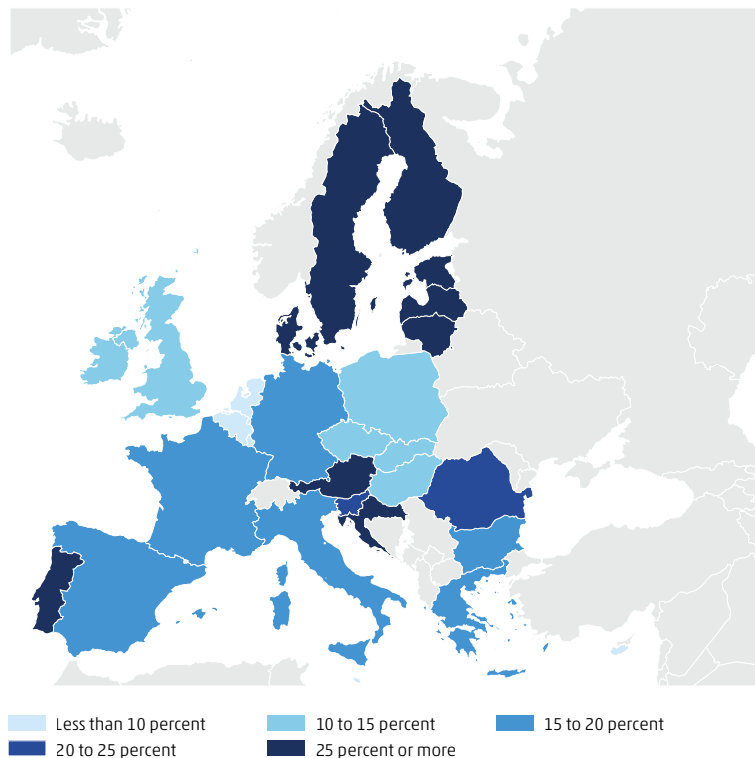 Less than 10 percent
10 to 15 percent
15 to 20 percent
20 to 25 percent
25 percent or more